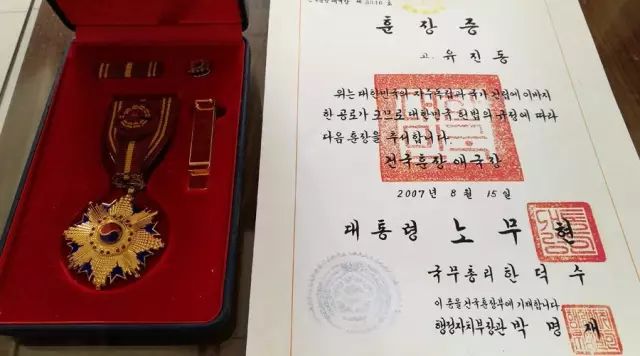 훈장증
고 유진동
위는 대한민국의 자주독립과 국가 건립에 이바지
한 공로가 크므로 대한민국 헌법의 규정에 따라
다음 훈장을 추서합니다
건국훈장 애국장
2007년 8월 15일
대통령 노무현
국무총리 한덕수
이 증을 건국훈장부에 기재합니다.
행정자치부장관 박명재